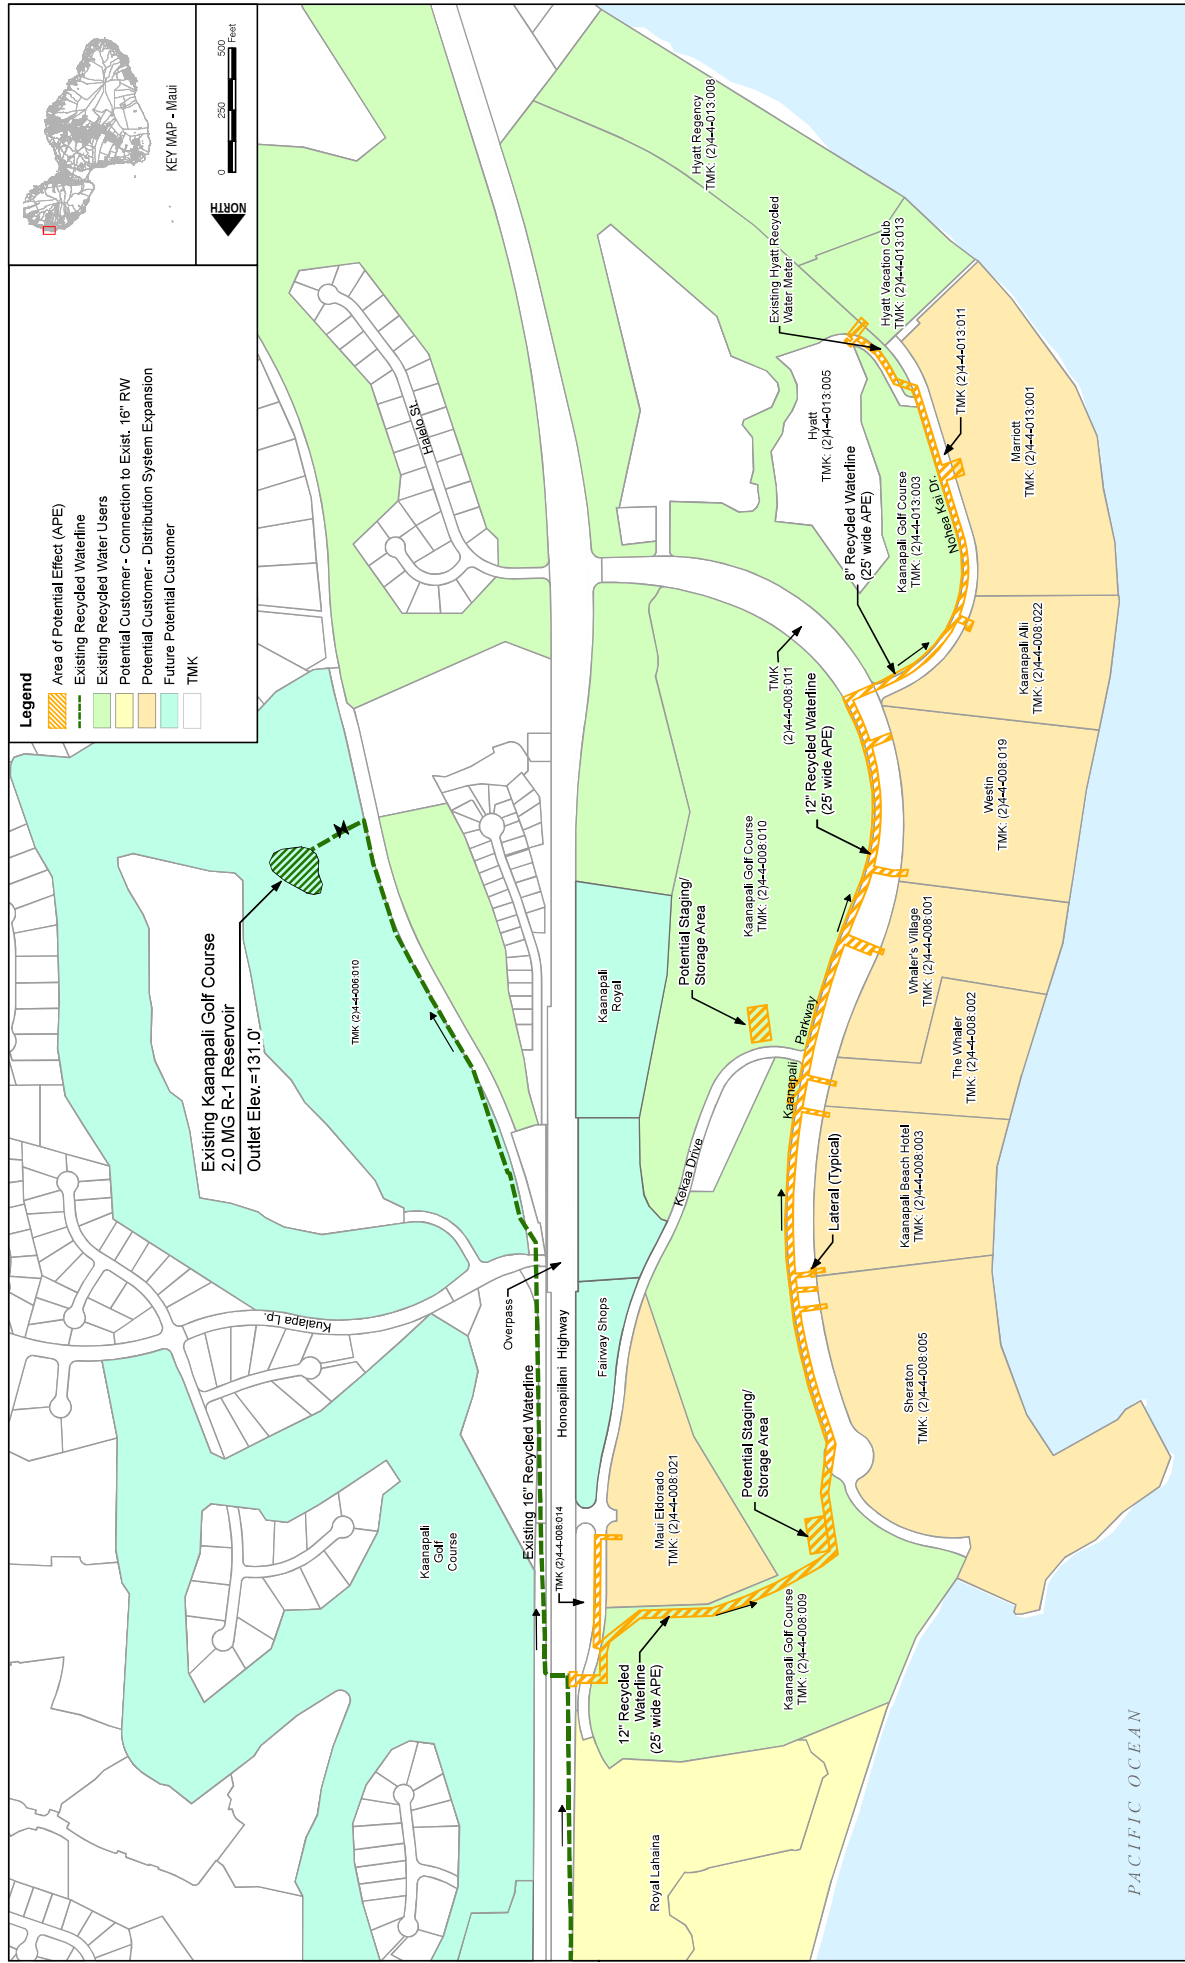 Legend
Area of Potential Effect (APE)
Existing Recycled Waterline
Existing Recycled Water Users
Potential Customer - Connection to Exist. 16" RW
Potential Customer - Distribution System Expansion
Future Potential Customer
TMK
KEY MAP - Maui
NORTH
0 250 500
Feet
Existing Kaanapali Golf Course
2.0 MG R-1 Reservoir
Outlet Elev.=131.0'
TMK (2)4-4-006:010
Halelo St.
Kualapa Lp.
Kaanapali
Golf
Course
Overpass
Existing 16" Recycled Waterline
Honoapiilani Highway
TMK (2)4-4-008:014
Fairway Shops
Kaanapali
Royal
Kekaa Drive
Potential Staging/
Storage Area
Kaanapali Golf Course
TMK: (2)4-4-008:010
Maui Eldorado
TMK: (2)4-4-008:021
Potential Staging/
Storage Area
12" Recycled
Waterline
(25' wide APE)
Kaanapali Golf Course
TMK: (2)4-4-008:009
Royal Lahaina
Kaanapali Parkway
Lateral (Typical)
12" Recycled Waterline
(25' wide APE)
TMK
(2)4-4-008:011
8" Recycled Waterline
(25' wide APE)
Hyatt
TMK: (2)4-4-013:005
Kaanapali Golf Course
TMK: (2)4-4-013:003
Nohea Kai Dr.
Existing Hyatt Recycled
Water Meter
Hyatt Regency
TMK: (2)4-4-013:008
Hyatt Vacation Club
TMK: (2)4-4-013:013
TMK (2)4-4-013:011
Marriott
TMK: (2)4-4-013:001
Kaanapali Alii
TMK: (2)4-4-008:022
Westin
TMK: (2)4-4-008:019
Whaler's Village
TMK: (2)4-4-008:001
The Whaler
TMK: (2)4-4-008:002
Kaanapali Beach Hotel
TMK: (2)4-4-008:003
Sheraton
TMK: (2)4-4-008:005
PACIFIC OCEAN